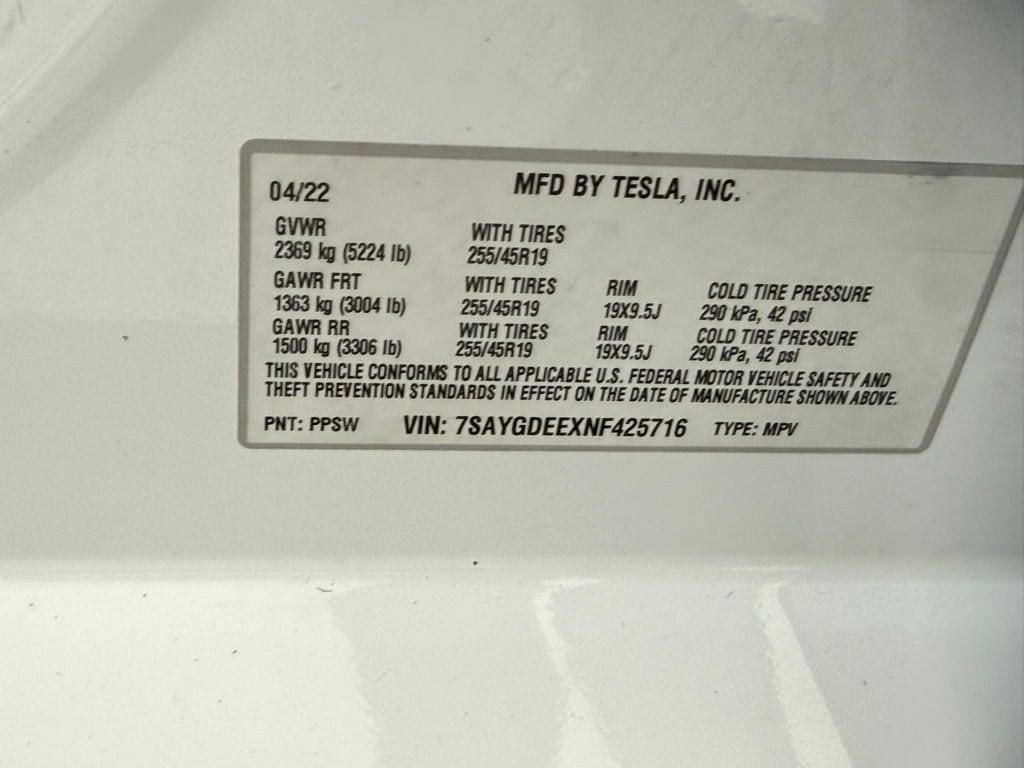 04/22 MFD BY TESLA, INC.
GVWR WITH TIRES
2369 kg (5224 lb) 255/45R19
GAWR FRT WITH TIRES RIM COLD TIRE PRESSURE
1363 kg (3004 lb) 255/45R19 19X9.5J 290 kPa, 42 psi
GAWR RR WITH TIRES RIM COLD TIRE PRESSURE
1500 kg (3306 lb) 255/45R19 19X9.5J 290 kPa, 42 psi
THIS VEHICLE CONFORMS TO ALL APPLICABLE U.S. FEDERAL MOTOR VEHICLE SAFETY AND
THEFT PREVENTION STANDARDS IN EFFECT ON THE DATE OF MANUFACTURE SHOWN ABOVE.
PNT: PPSW VIN: 7SAYGDEEXNF425716 TYPE: MPV